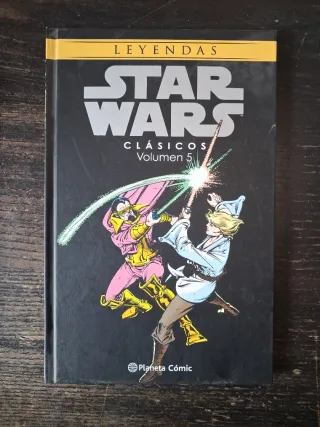 LEYENDAS
STAR
WARS
CLÁSICOS
Volumen 5
Planeta Cómic